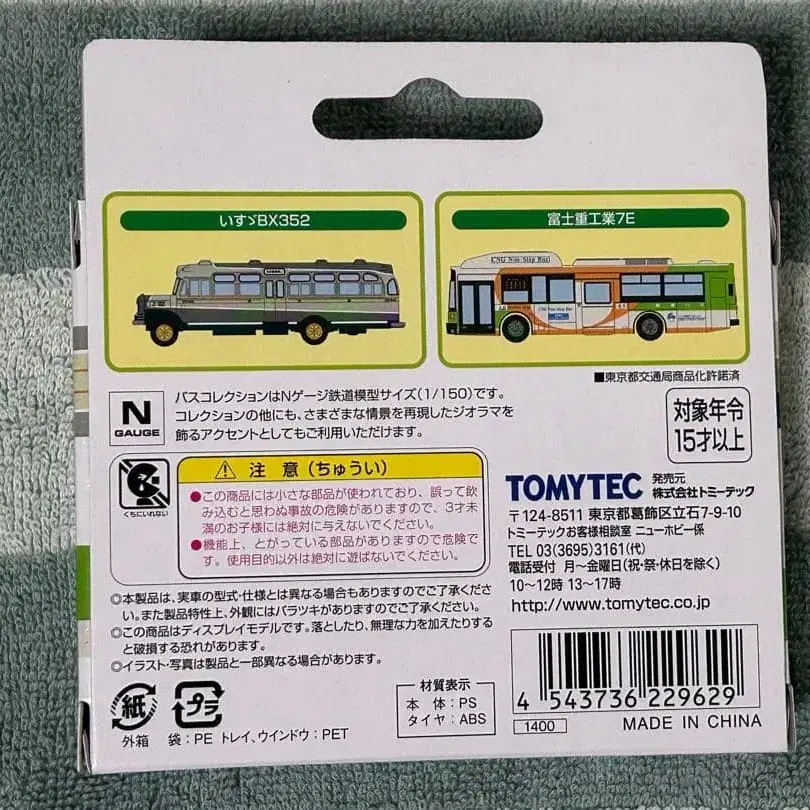 いすゞBX352
富士重工業7E
CNG Non Step Bus
CNG Non Step Bus
■東京都交通局商品化許諾済
N
GAUGE
バスコレクションはNゲージ鉄道模型サイズ(1/150)です。
コレクションの他にも、さまざまな情景を再現したジオラマを
飾るアクセントとしてもご利用いただけます。
対象年令
15才以上
くちにいれない
注 意 (ちゅうい)
●この商品には小さな部品が使われており、誤って飲
み込むと思わぬ事故の危険がありますので、3才未
満のお子様には絶対に与えないでください。
●機能上、とがっている部品がありますので危険で
す。使用目的以外は絶対に遊ばないでください。
TOMYTEC 発売元
株式会社トミーテック
〒124-8511 東京都葛飾区立石7-9-10
トミーテックお客様相談室 ニューホビー係
TEL 03(3695)3161(代)
電話受付 月〜金曜日(祝・祭・休日を除く)
10〜12時 13〜17時
http://www.tomytec.co.jp
◎本製品は、実車の型式・仕様とは異なる場合もありますのでご了承くださ
い。また製品特性上、外観にはバラツキがありますがご了承ください。
◎この商品はディスプレイモデルです。落としたり、無理な力を加えたりする
と破損する恐れがあります。
◎イラスト・写真は製品と一部異なる場合があります。
紙
外箱
プラ
袋:PE トレイ、ウインドウ:PET
材質表示
本 体:PS
タイヤ:ABS
4 543736 229629
1400
MADE IN CHINA